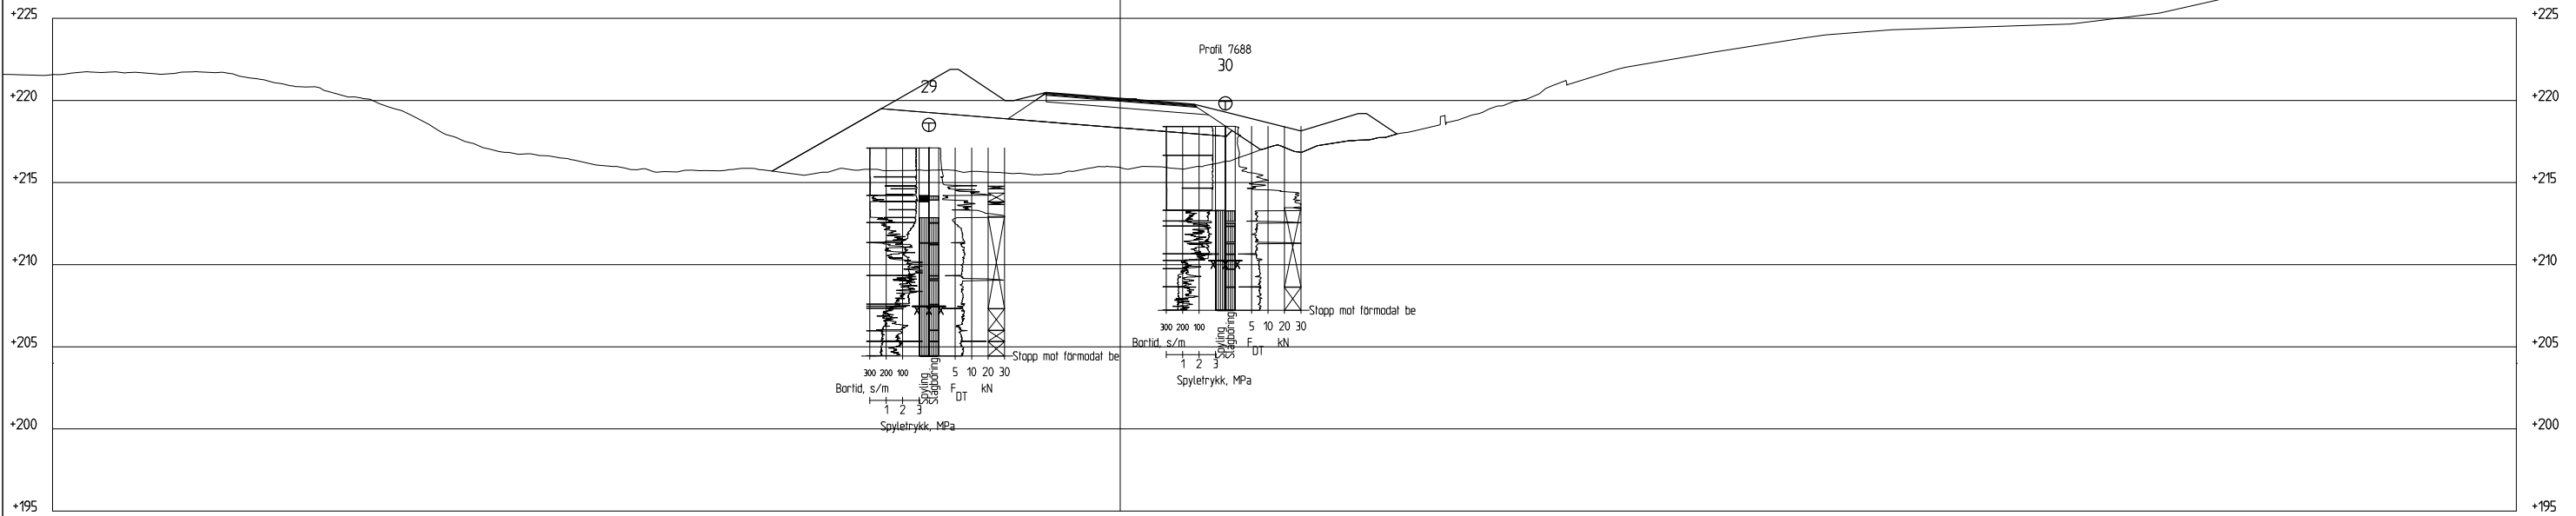 +225 +225
Profil 7688
30
29
+220 +220
+215 +215
+210 +210
Stopp mot förmodat be
300 200 100 Spyling Slagboring 5 10 20 30
Bortid, s/m F DT kN
1 2 3
Spyletrykk, MPa
+205 +205
Stopp mot förmodat be
300 200 100 Spyling Slagboring 5 10 20 30
Bortid, s/m F DT kN
1 2 3
Spyletrykk, MPa
+200 +200
+195 +195